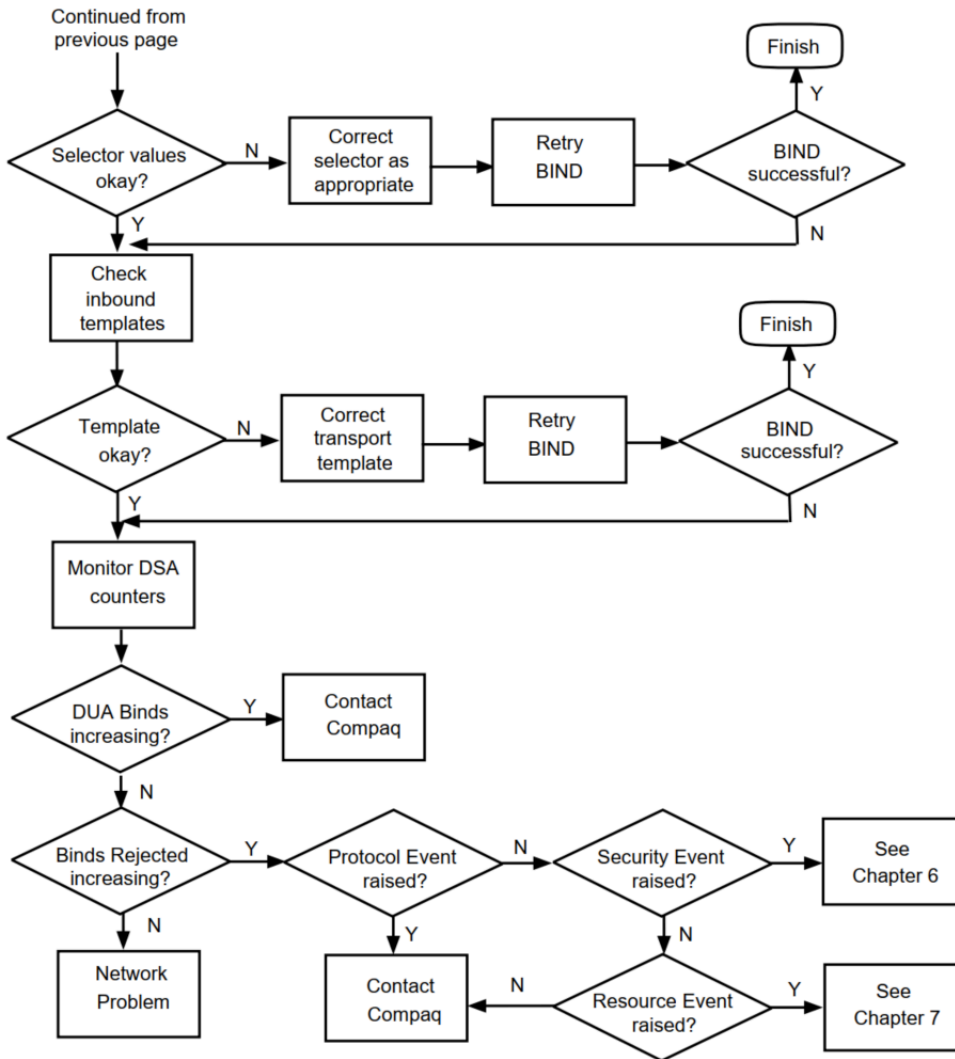 Continued from
previous page
Finish
Y
Selector values
okay?
N
Correct
selector as
appropriate
Retry
BIND
BIND
successful?
Y
N
Check
inbound
templates
Finish
Y
Template
okay?
N
Correct
transport
template
Retry
BIND
BIND
successful?
Y
N
Monitor DSA
counters
DUA Binds
increasing?
Y
Contact
Compaq
N
Binds Rejected
increasing?
Y
Protocol Event
raised?
N
Security Event
raised?
Y
See
Chapter 6
N
Y
N
Network
Problem
Contact
Compaq
N
Resource Event
raised?
Y
See
Chapter 7